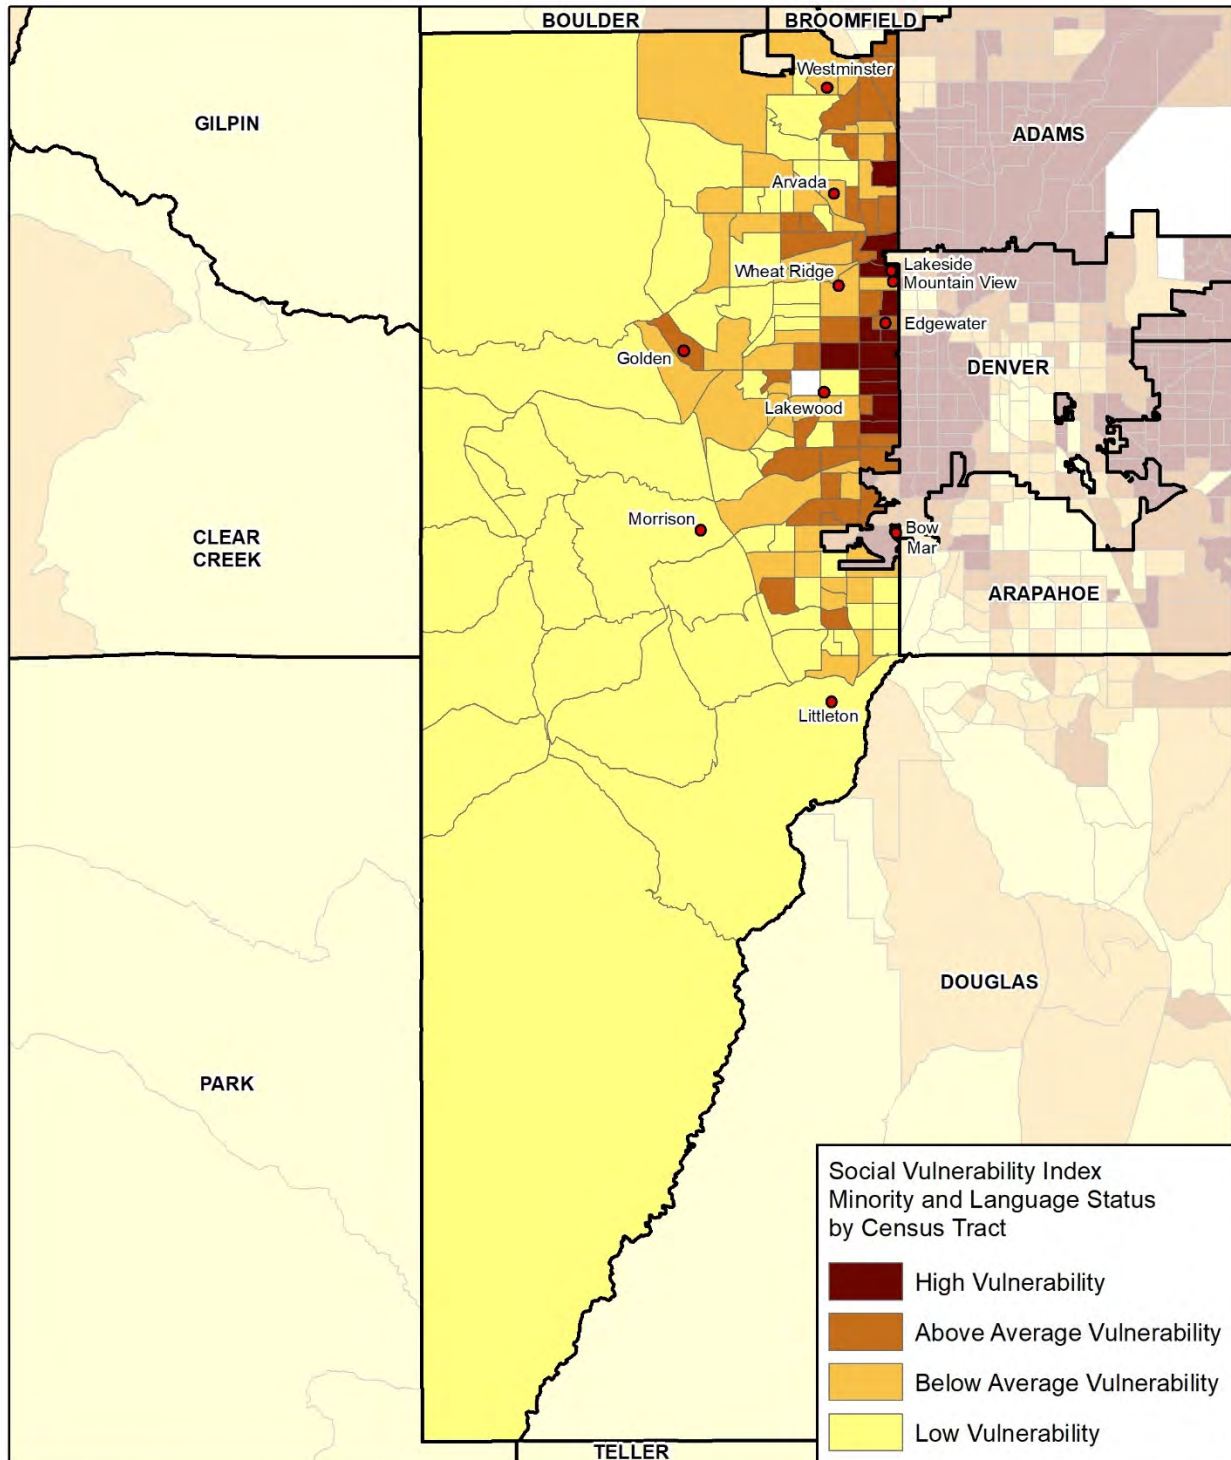 BOULDER
BROOMFIELD
Westminster
GILPIN
ADAMS
Arvada
Lakeside
Wheat Ridge
Mountain View
Edgewater
Golden
DENVER
Lakewood
Morrison
Bow
Mar
CLEAR
CREEK
ARAPAHOE
Littleton
DOUGLAS
PARK
Social Vulnerability Index
Minority and Language Status
by Census Tract
High Vulnerability
Above Average Vulnerability
Below Average Vulnerability
Low Vulnerability
TELLER